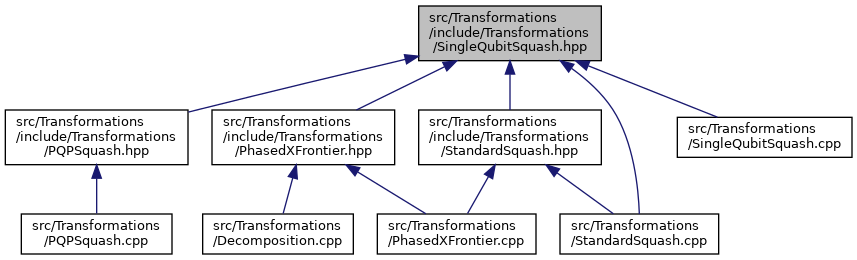 src/Transformations
/include/Transformations
/SingleQubitSquash.hpp
src/Transformations
/include/Transformations
/PQPSquash.hpp
src/Transformations
/include/Transformations
/PhasedXFrontier.hpp
src/Transformations
/include/Transformations
/StandardSquash.hpp
src/Transformations
/SingleQubitSquash.cpp
src/Transformations
/PQPSquash.cpp
src/Transformations
/Decomposition.cpp
src/Transformations
/PhasedXFrontier.cpp
src/Transformations
/StandardSquash.cpp